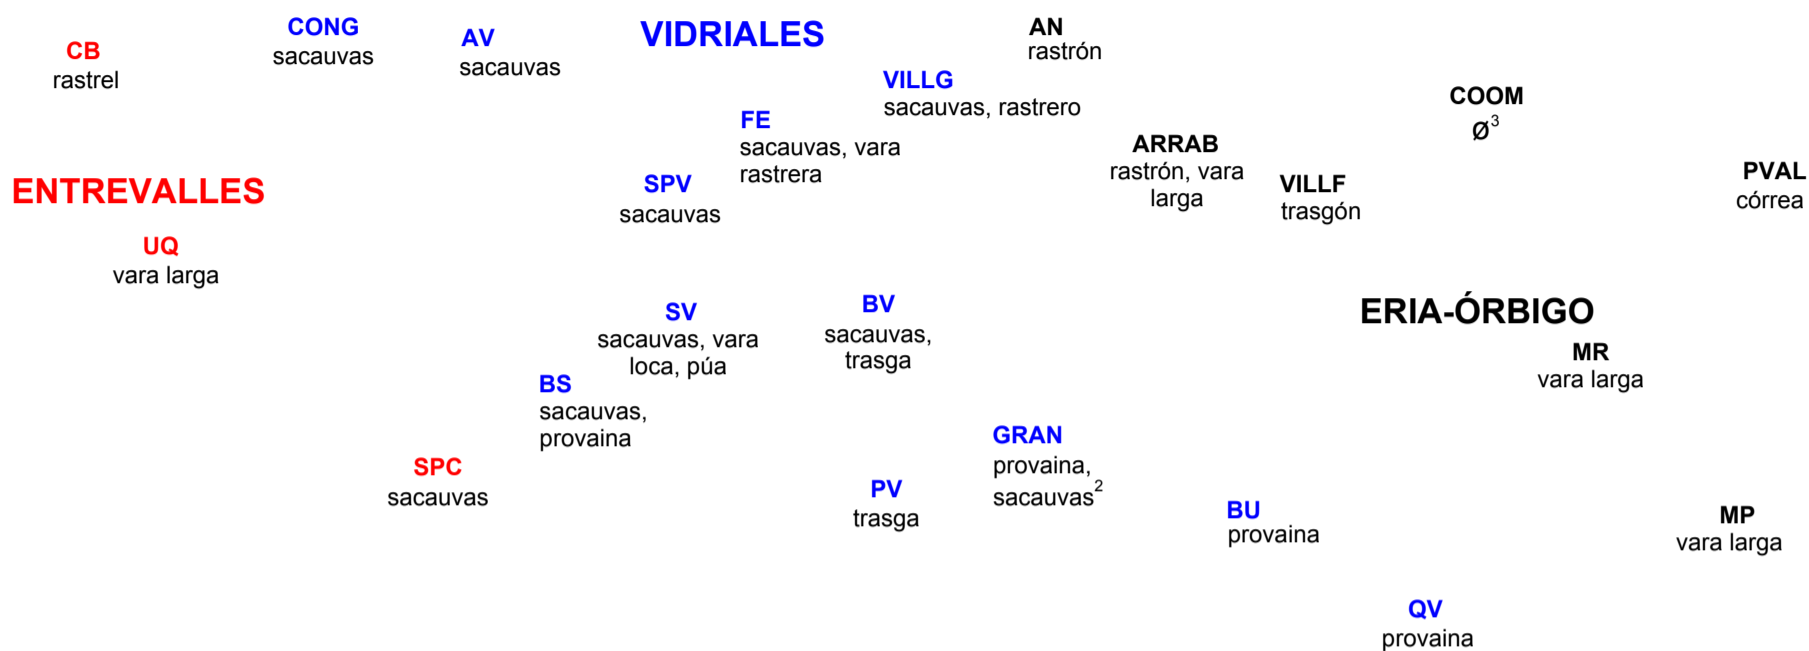 CB
rastrel
CONG
sacauvas
AV
sacauvas
VIDRIALES
AN
rastrón
VILLG
sacauvas, rastrero
COOM
Ø³
FE
sacauvas, vara
rastrera
ARRAB
rastrón, vara
larga
VILLF
trasgón
PVAL
córrea
ENTREVALLES
SPV
sacauvas
UQ
vara larga
SV
sacauvas, vara
loca, púa
BV
sacauvas,
trasga
ERIA-ÓRBIGO
MR
vara larga
BS
sacauvas,
provaina
GRAN
provaina,
sacauvas²
SPC
sacauvas
PV
trasga
BU
provaina
MP
vara larga
QV
provaina